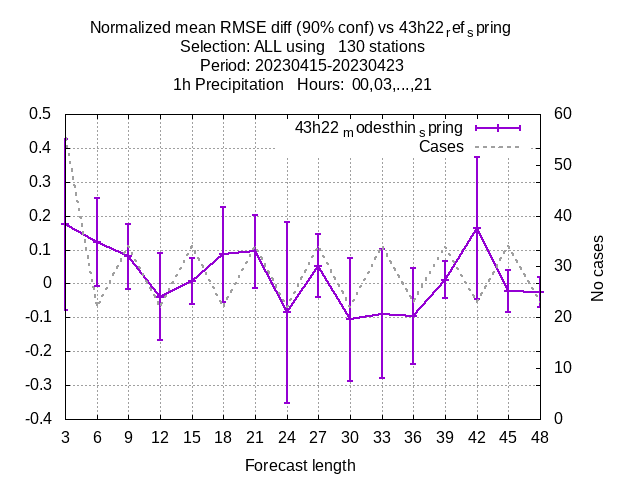 Normalized mean RMSE diff (90% conf) vs 43h22refspring
Selection: ALL using 130 stations
Period: 20230415-20230423
1h Precipitation Hours: 00,03,...,21
43h22modesthinspring
Cases
0.5
0.4
0.3
0.2
0.1
0
-0.1
-0.2
-0.3
-0.4
60
50
40
30
20
10
0
No cases
3 6 9 12 15 18 21 24 27 30 33 36 39 42 45 48
Forecast length